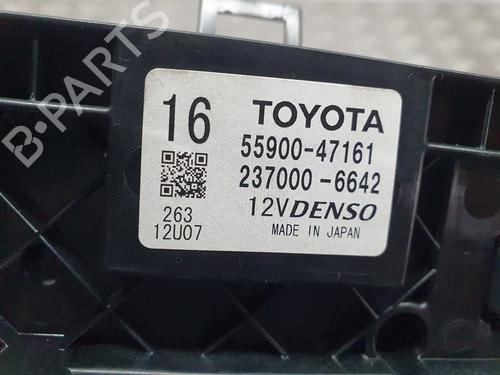 B-PARTS
16 TOYOTA
55900-47161
237000-6642
263 12V DENSO
12U07 MADE IN JAPAN